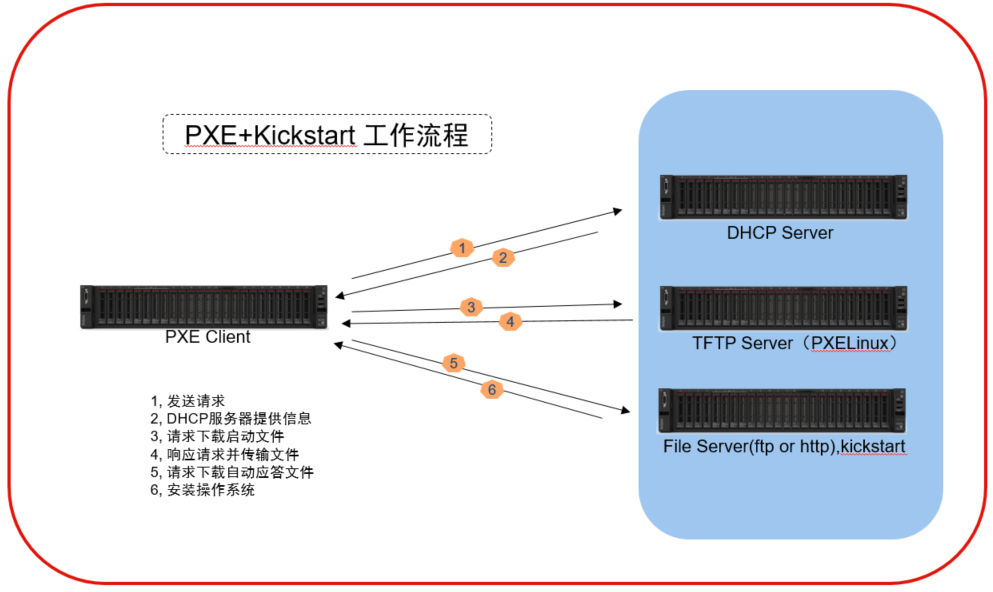 PXE+Kickstart 工作流程
DHCP Server
1
2
3
4
PXE Client
TFTP Server（PXELinux）
5
6
1, 发送请求
2, DHCP服务器提供信息
3, 请求下载启动文件
4, 响应请求并传输文件
5, 请求下载自动应答文件
6, 安装操作系统
File Server(ftp or http),kickstart